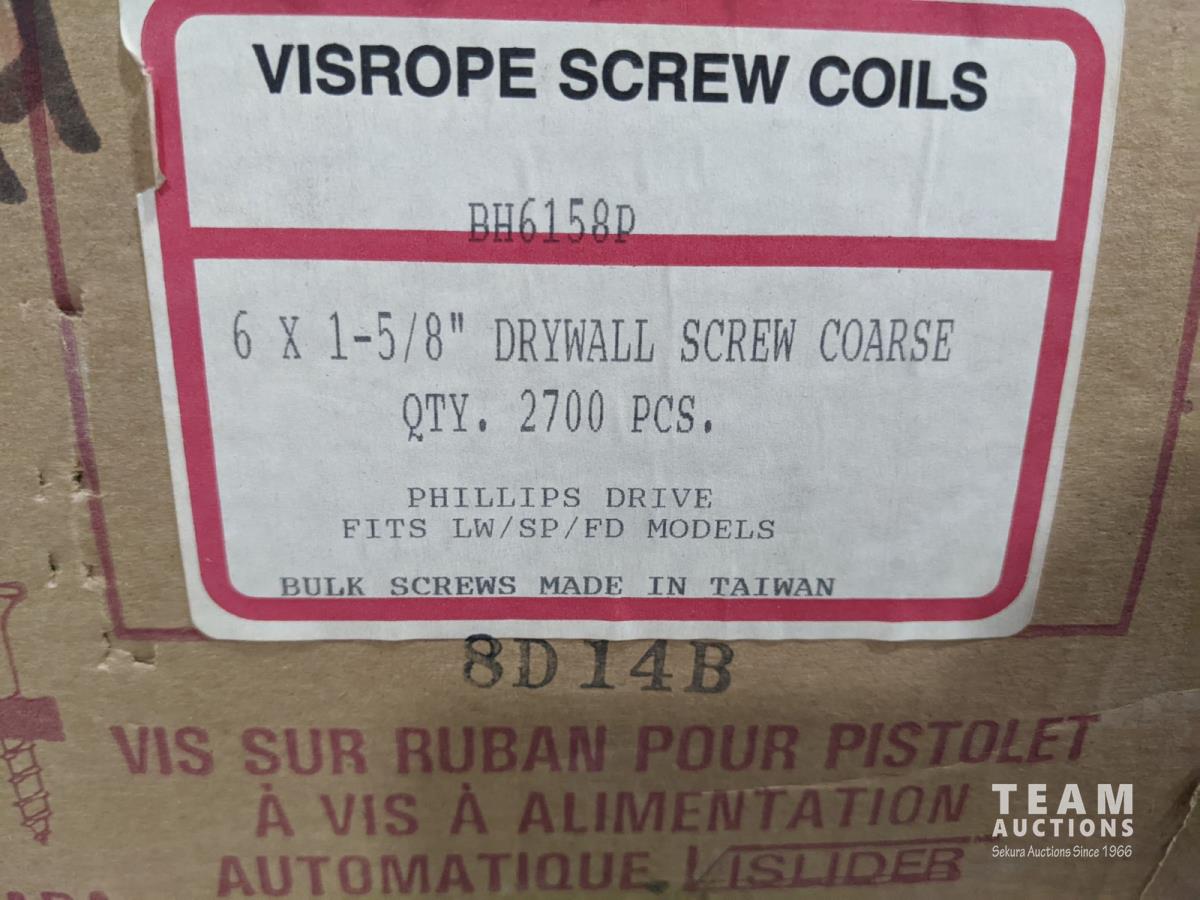 VISROPE SCREW COILS
BH6158P
6 X 1-5/8" DRYWALL SCREW COARSE
QTY. 2700 PCS.
PHILLIPS DRIVE
FITS LW/SP/FD MODELS
BULK SCREWS MADE IN TAIWAN
8D14B
VIS SUR RUBAN POUR PISTOLET
À VIS À ALIMENTATION
AUTOMATIQUE VISLIDER
TEAM
AUCTIONS
Sekura Auctions Since 1966